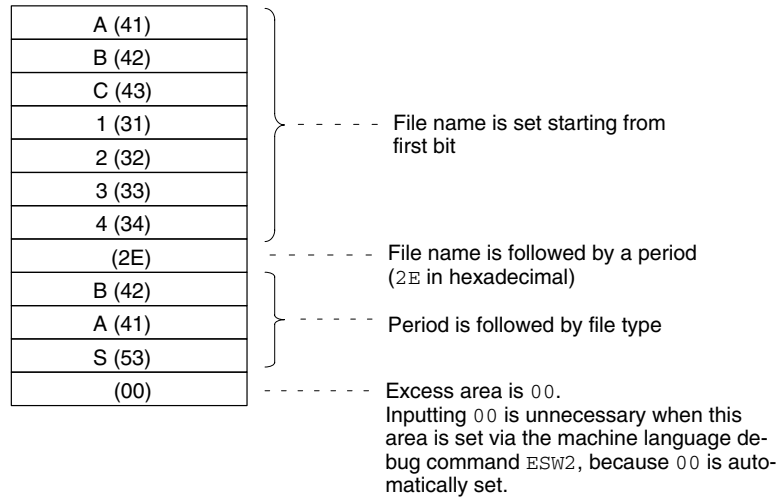 A (41)
B (42)
C (43)
1 (31)
2 (32)
3 (33)
4 (34)
(2E)
B (42)
A (41)
S (53)
(00)
File name is set starting from
first bit
File name is followed by a period
(2E in hexadecimal)
Period is followed by file type
Excess area is 00.
Inputting 00 is unnecessary when this
area is set via the machine language de-
bug command ESW2, because 00 is auto-
matically set.